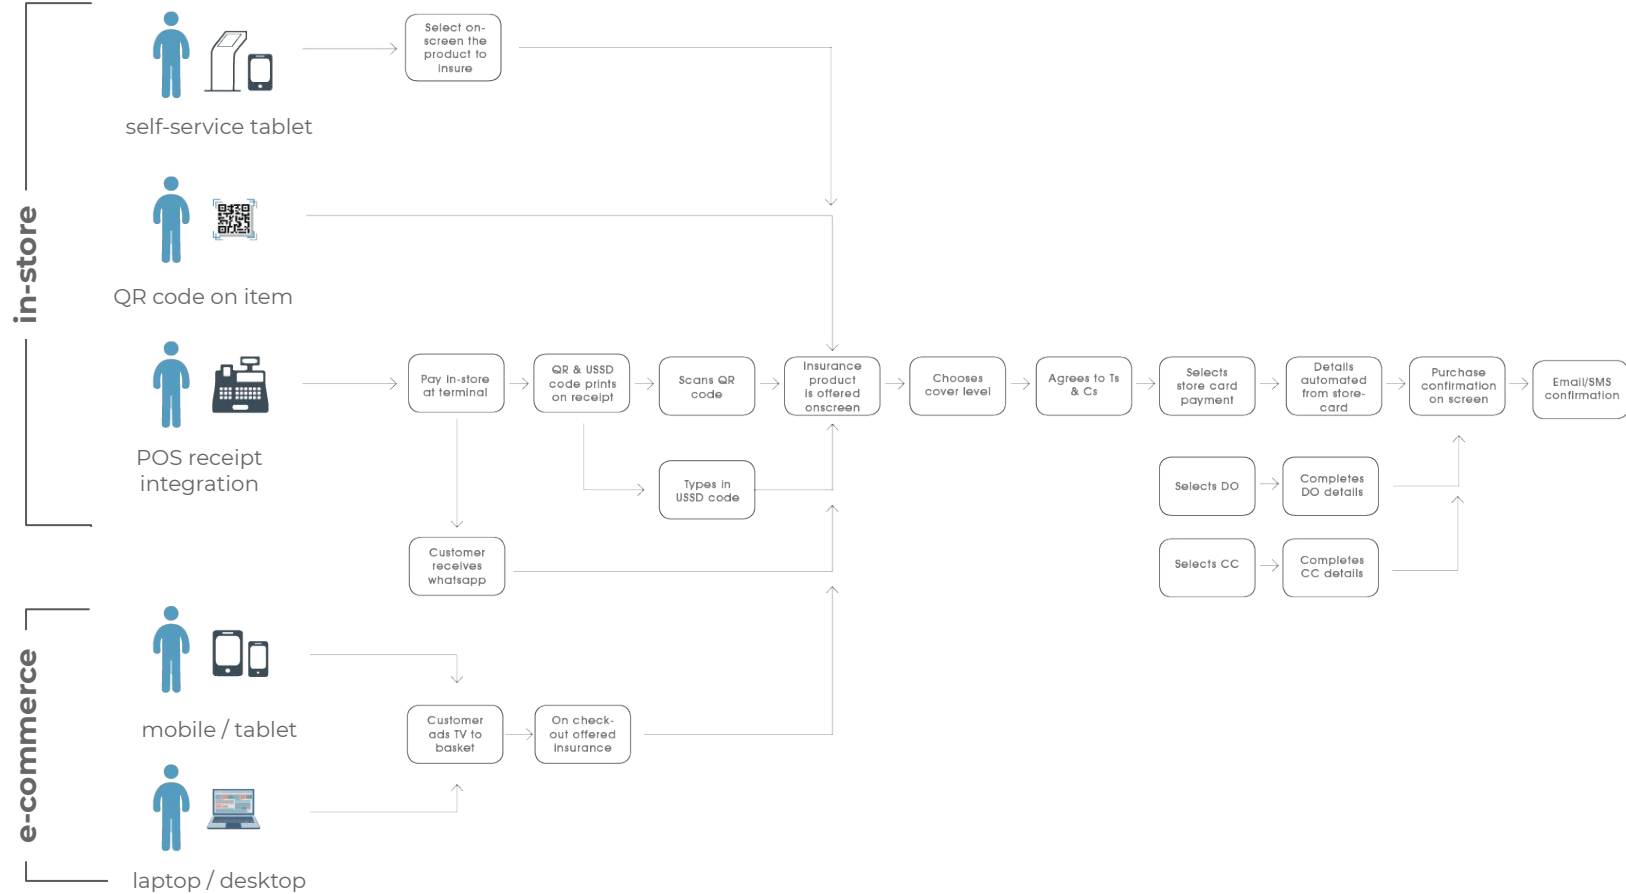 in-store
self-service tablet
Select on-
screen the
product to
insure
QR code on item
POS receipt
integration
Pay in-store
at terminal
QR & USSD
code prints
on receipt
Scans QR
code
Insurance
product
is offered
onscreen
Chooses
cover level
Agrees to Ts
& Cs
Selects
store card
payment
Details
automated
from store-
card
Purchase
confirmation
on screen
Email/SMS
confirmation
Types in
USSD code
Selects DO
Completes
DO details
Customer
receives
whatsapp
Selects CC
Completes
CC details
e-commerce
mobile / tablet
Customer
ads TV to
basket
On check-
out offered
insurance
laptop / desktop